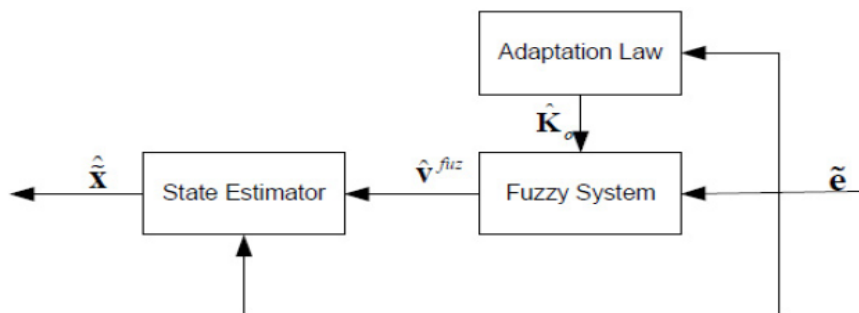 Adaptation Law
K̂ₒ
x̃̂ State Estimator v̂ᶠᵘᶻ Fuzzy System ẽ